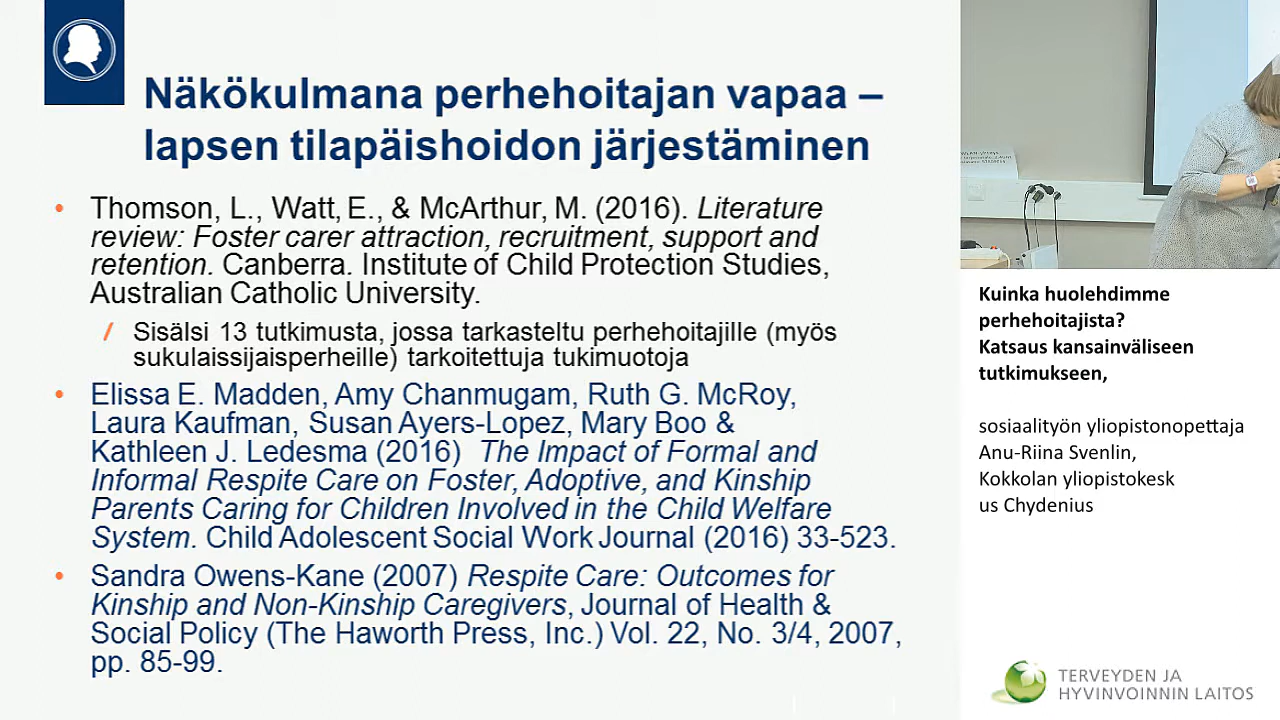 Näkökulmana perhehoitajan vapaa –
lapsen tilapäishoidon järjestäminen
• Thomson, L., Watt, E., & McArthur, M. (2016). Literature
review: Foster carer attraction, recruitment, support and
retention. Canberra. Institute of Child Protection Studies,
Australian Catholic University.
/ Sisälsi 13 tutkimusta, jossa tarkasteltu perhehoitajille (myös
sukulaissijaisperheille) tarkoitettuja tukimuotoja
• Elissa E. Madden, Amy Chanmugam, Ruth G. McRoy,
Laura Kaufman, Susan Ayers-Lopez, Mary Boo &
Kathleen J. Ledesma (2016) The Impact of Formal and
Informal Respite Care on Foster, Adoptive, and Kinship
Parents Caring for Children Involved in the Child Welfare
System. Child Adolescent Social Work Journal (2016) 33-523.
• Sandra Owens-Kane (2007) Respite Care: Outcomes for
Kinship and Non-Kinship Caregivers, Journal of Health &
Social Policy (The Haworth Press, Inc.) Vol. 22, No. 3/4, 2007,
pp. 85-99.
Kuinka huolehdimme
perhehoitajista?
Katsaus kansainväliseen
tutkimukseen,
sosiaalityön yliopistonopettaja
Anu-Riina Svenlin,
Kokkolan yliopistokesk
us Chydenius
TERVEYDEN JA
HYVINVOINNIN LAITOS